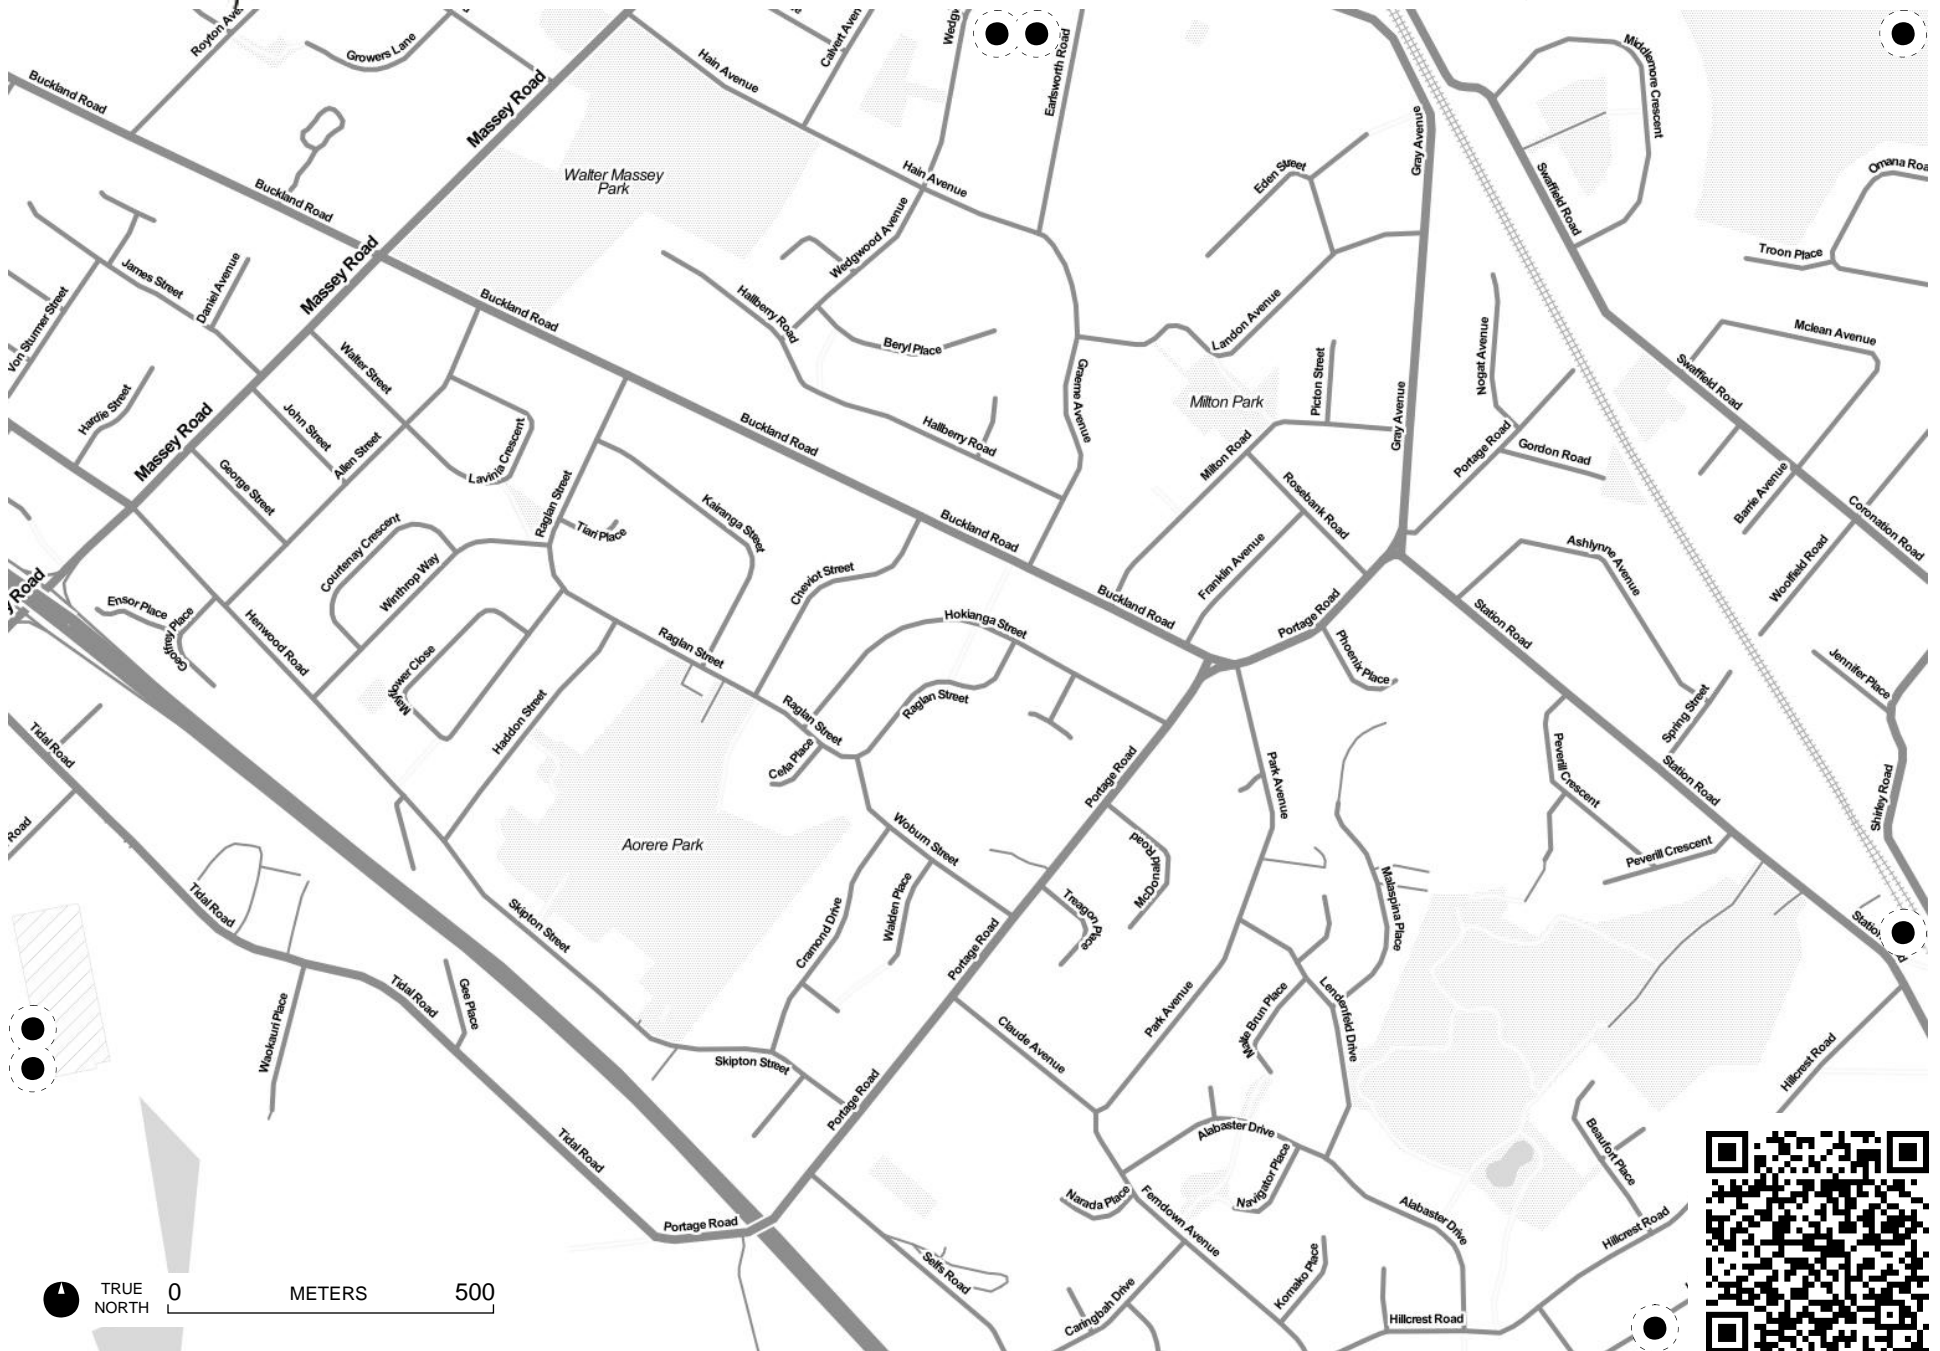 Royton Ave
Growers Lane
Buckland Road
Massey Road
Hain Avenue
Calvert Aven
Wedgw
Earlsworth Road
Middlemore Crescent
Gray Avenue
Swaffield Road
Omana Roa
Walter Massey
Park
Hain Avenue
Eden Street
Buckland Road
Wedgwood Avenue
Troon Place
James Street
Daniel Avenue
Massey Road
Von Sturmer Street
Buckland Road
Hallberry Road
Beryl Place
Landon Avenue
Mclean Avenue
Nogat Avenue
Picton Street
Walter Street
Graeme Avenue
Milton Park
Swaffield Road
Hardie Street
John Street
Massey Road
Allen Street
Lavinia Crescent
Buckland Road
Hallberry Road
Gray Avenue
Milton Road
Portage Road
Gordon Road
George Street
Raglan Street
Tiari Place
Kairanga Street
Buckland Road
Rosebank Road
Barrie Avenue
Coronation Road
Courtenay Crescent
Winthrop Way
Cheviot Street
Franklin Avenue
Ashlynne Avenue
Woolfield Road
y Road
Ensor Place
Geoffrey Place
Henwood Road
Hokianga Street
Buckland Road
Portage Road
Station Road
Raglan Street
Phoenix Place
Jennifer Place
Mayflower Close
Haddon Street
Raglan Street
Raglan Street
Spring Street
Tidal Road
Cella Place
Portage Road
Park Avenue
Peverill Crescent
Station Road
Shirley Road
Road
Aorere Park
Woburn Street
McDonald Road
Peverill Crescent
Tidal Road
Skipton Street
Cramond Drive
Walden Place
Treagon Place
Malaspina Place
Portage Road
Tidal Road
Gee Place
Waokauri Place
Claude Avenue
Park Avenue
Lendenfeld Drive
Hillcrest Road
Skipton Street
Portage Road
Tidal Road
Alabaster Drive
Beaufort Place
Navigator Place
Narada Place
Ferndown Avenue
Alabaster Drive
Portage Road
Hillcrest Road
Selfs Road
Komako Place
Caringbah Drive
Hillcrest Road
TRUE
NORTH
0 METERS 500